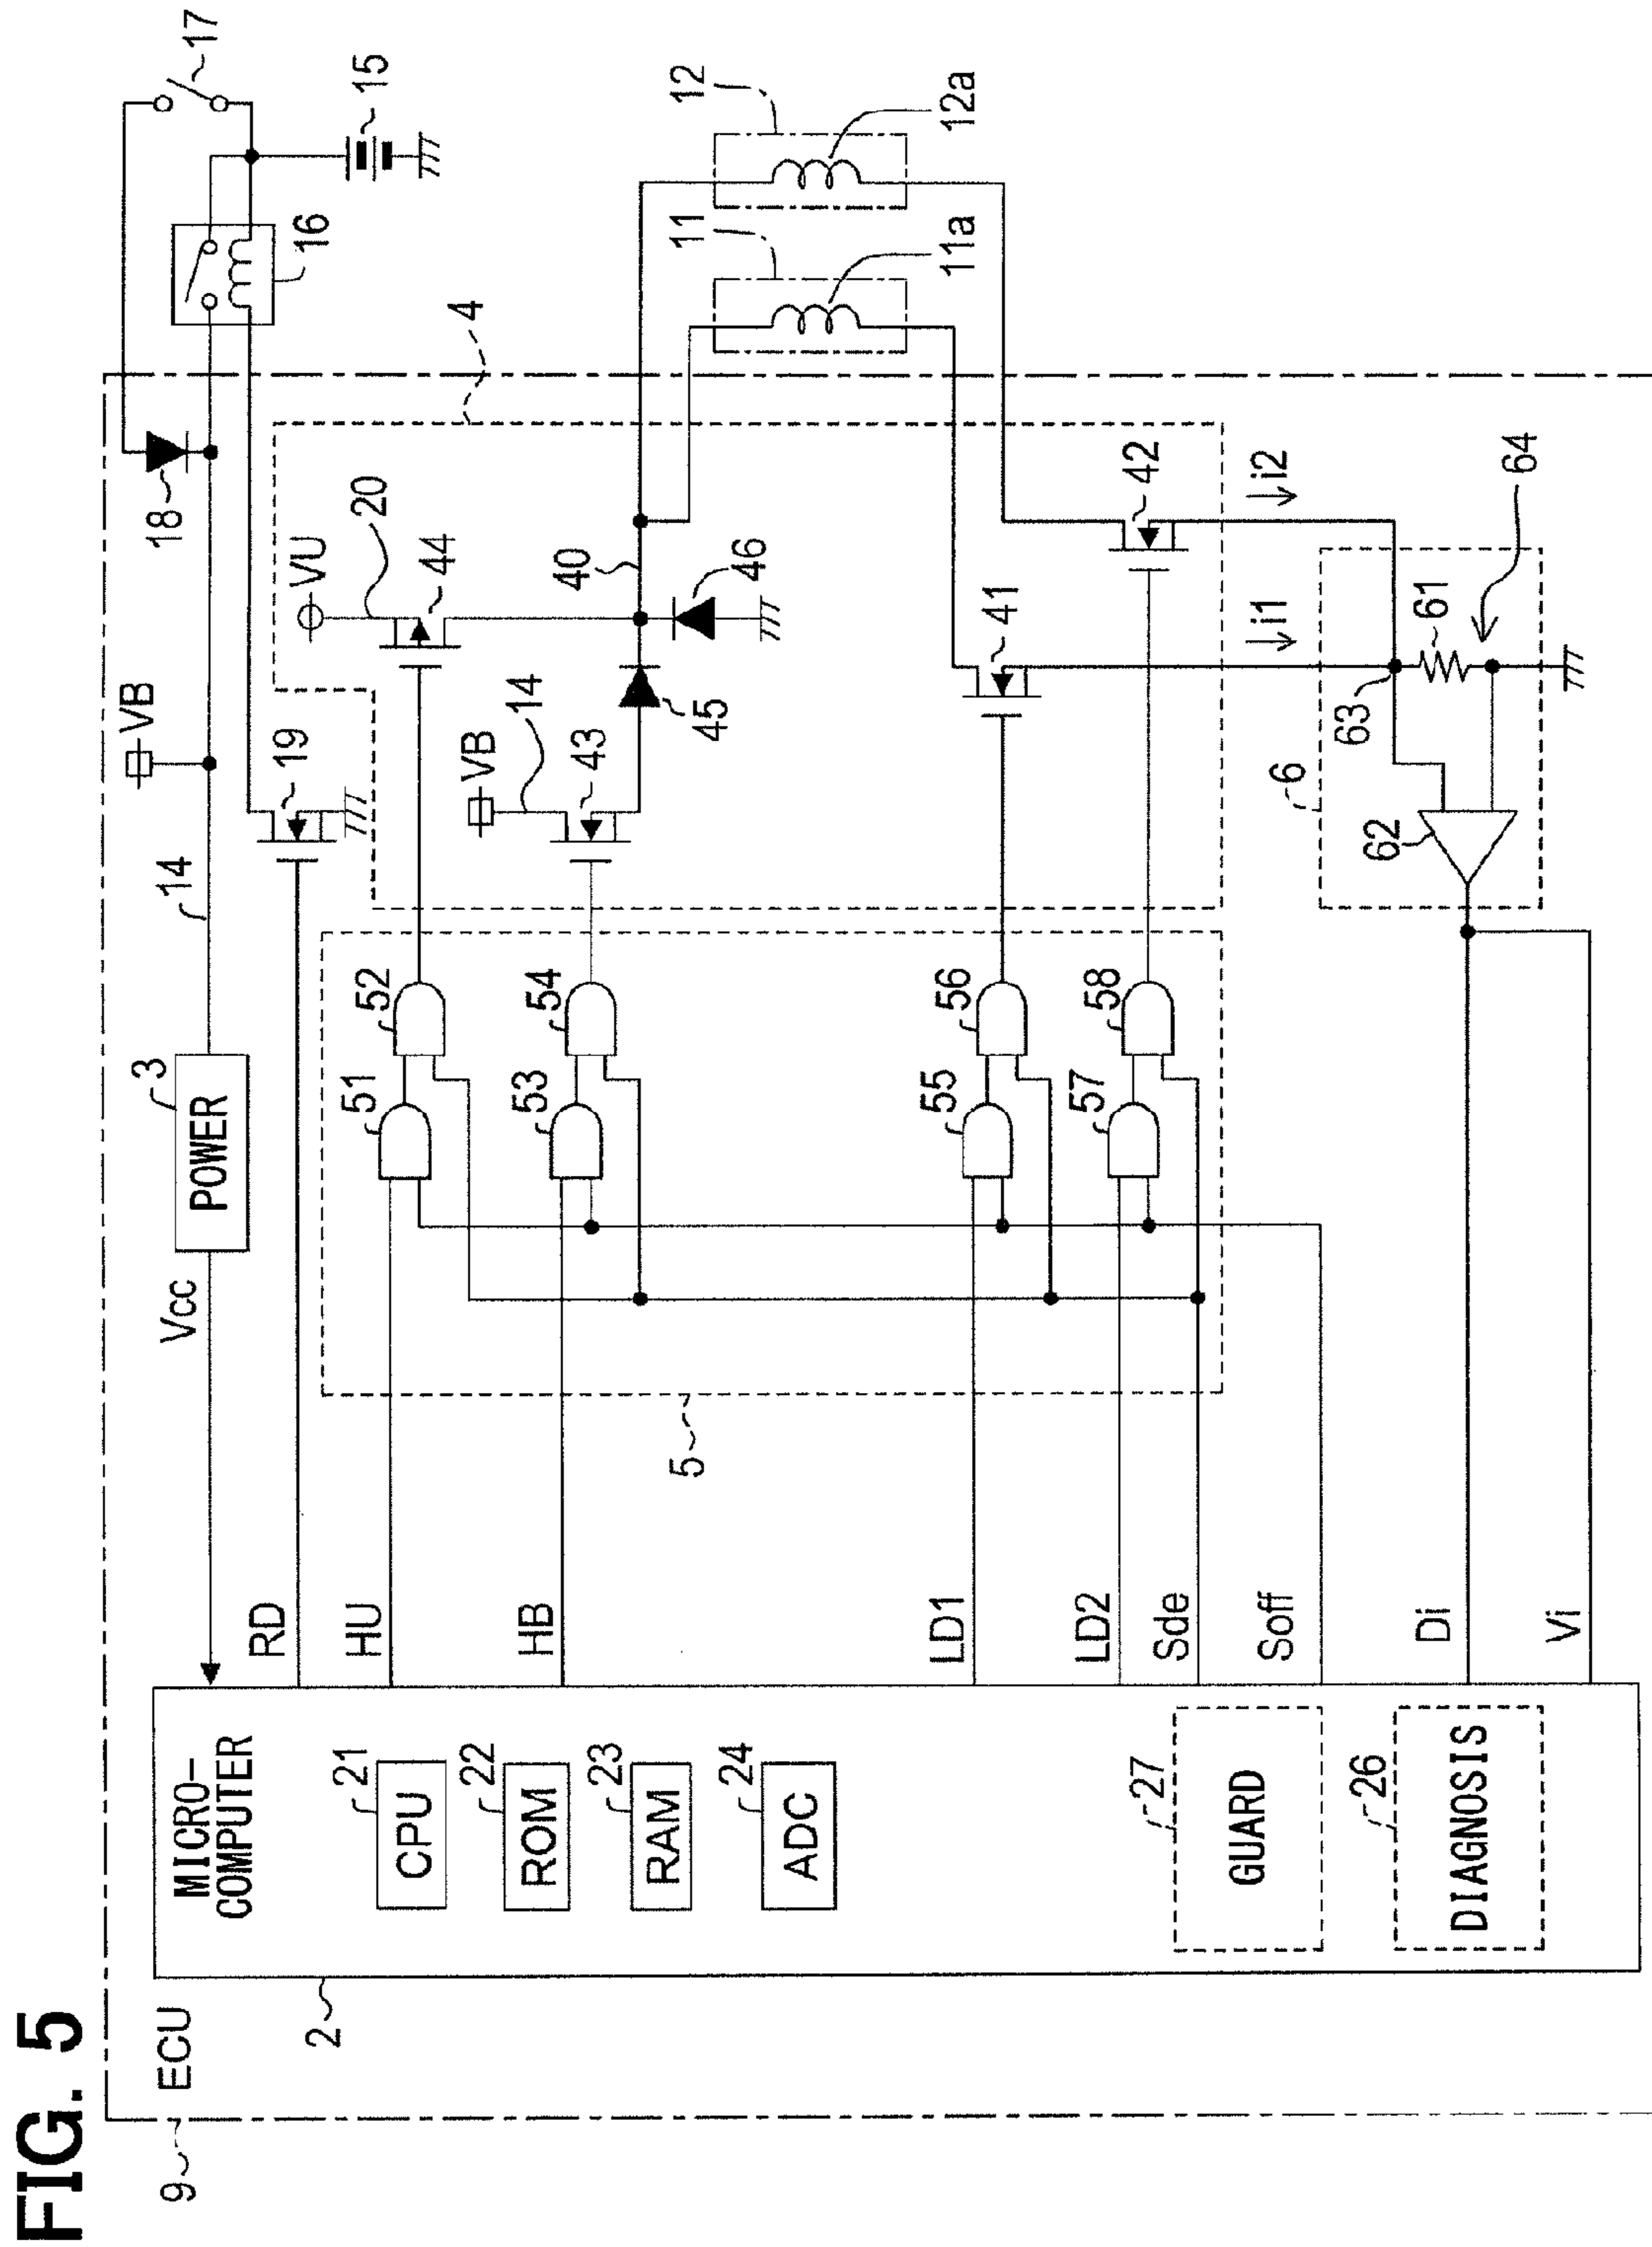 FIG. 5
9
ECU
2
MICRO-
COMPUTER
21
CPU
22
ROM
23
RAM
24
ADC
27
GUARD
26
DIAGNOSIS
Vcc
3
POWER
14
VB
18
17
16
15
RD
19
HU
HB
LD1
LD2
Sde
Soff
Di
Vi
5
51
52
53
54
55
56
57
58
4
VU
20
44
VB
14
43
45
40
46
41
42
11
11a
12
12a
i1
i2
6
63
61
64
62